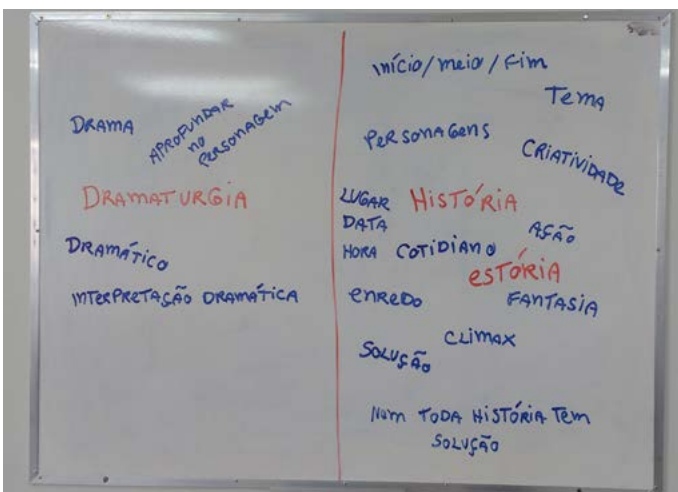 DRAMA
APROFUNDAR
NO
PERSONAGEM
DRAMATURGIA
DRAMÁTICO
INTERPRETAÇÃO DRAMÁTICA
INÍCIO/MEIO/FIM
TEMA
PERSONAGENS
CRIATIVIDADE
LUGAR HISTÓRIA
DATA
AÇÃO
HORA COTIDIANO
ESTÓRIA
ENREDO
FANTASIA
CLIMAX
SOLUÇÃO
NUM TODA HISTÓRIA TEM
SOLUÇÃO